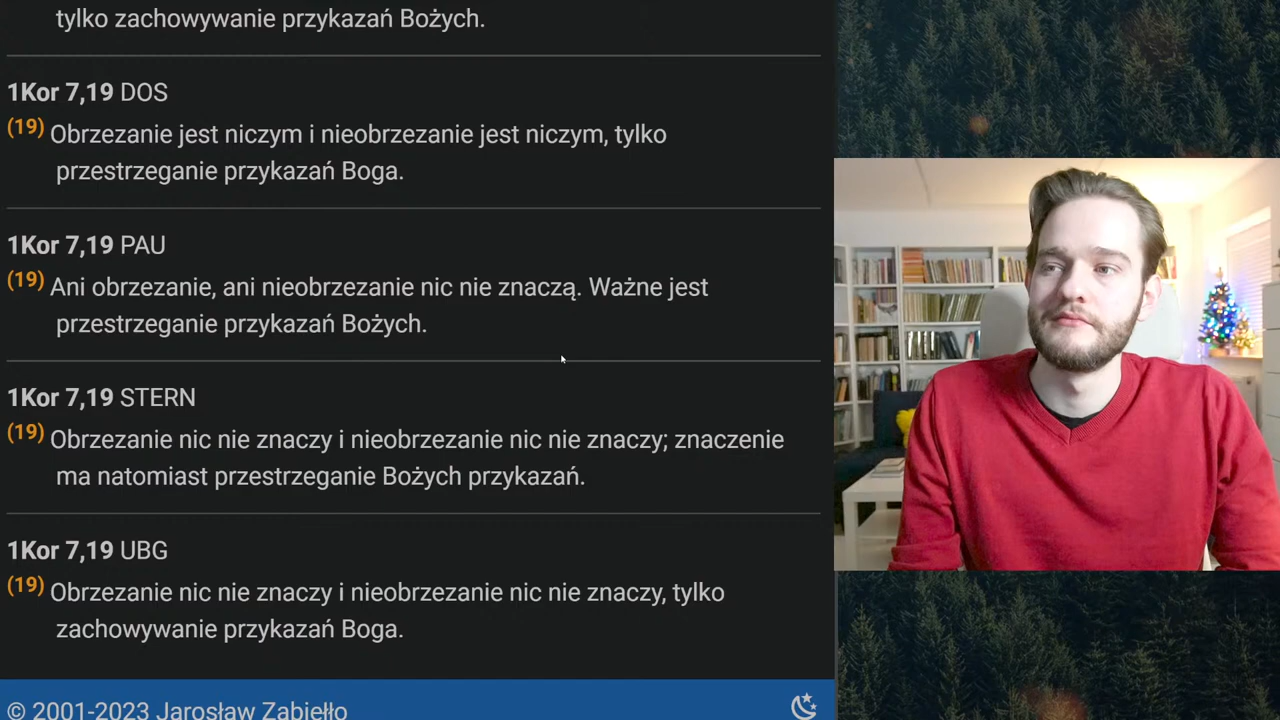 tylko zachowywanie przykazań Bożych.
1Kor 7,19 DOS
(19) Obrzezanie jest niczym i nieobrzezanie jest niczym, tylko
przestrzeganie przykazań Boga.
1Kor 7,19 PAU
(19) Ani obrzezanie, ani nieobrzezanie nic nie znaczą. Ważne jest
przestrzeganie przykazań Bożych.
1Kor 7,19 STERN
(19) Obrzezanie nic nie znaczy i nieobrzezanie nic nie znaczy; znaczenie
ma natomiast przestrzeganie Bożych przykazań.
1Kor 7,19 UBG
(19) Obrzezanie nic nie znaczy i nieobrzezanie nic nie znaczy, tylko
zachowywanie przykazań Boga.
© 2001-2023 Jarosław Zabiełło